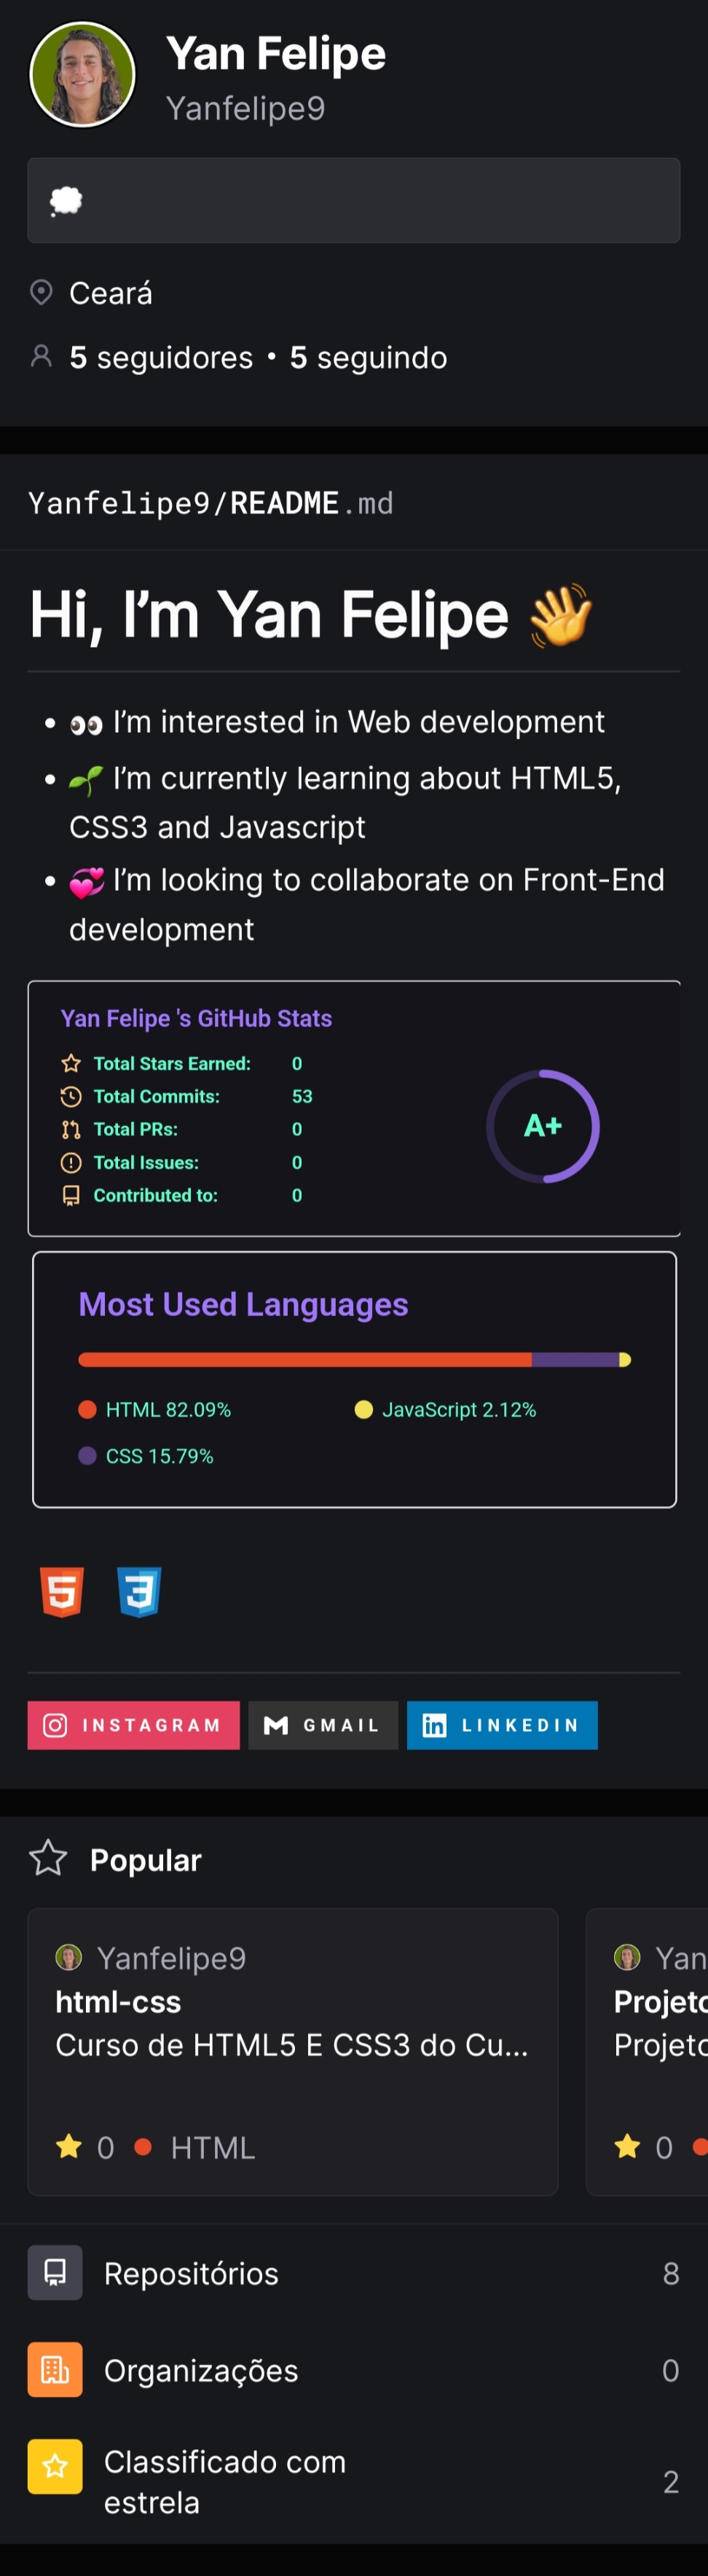 Yan Felipe
Yanfelipe9
Ceará
5 seguidores • 5 seguindo
Yanfelipe9/README.md
Hi, I’m Yan Felipe 👋
• 👀 I’m interested in Web development
• 🌱 I’m currently learning about HTML5,
CSS3 and Javascript
• 💞 I’m looking to collaborate on Front-End
development
Yan Felipe 's GitHub Stats
Total Stars Earned: 0
Total Commits: 53
Total PRs: 0
Total Issues: 0
Contributed to: 0
A+
Most Used Languages
HTML 82.09%
JavaScript 2.12%
CSS 15.79%
5 3
INSTAGRAM GMAIL LINKEDIN
Popular
Yanfelipe9
html-css
Curso de HTML5 E CSS3 do Cu...
0 HTML
Yan
Projeto
Projeto
0
Repositórios 8
Organizações 0
Classificado com
estrela 2